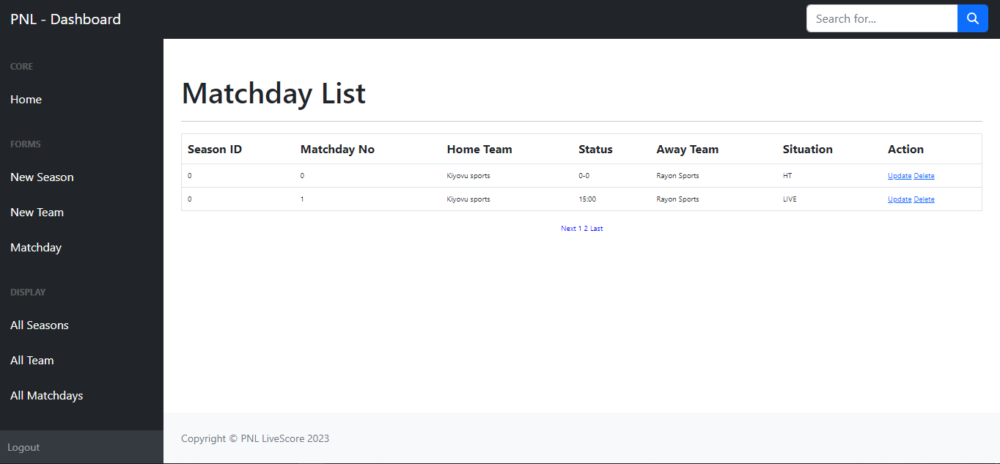 PNL - Dashboard
Search for...
CORE
Home
FORMS
New Season
New Team
Matchday
DISPLAY
All Seasons
All Team
All Matchdays
Logout
Matchday List
Season ID Matchday No Home Team Status Away Team Situation Action
0 0 Kiyovu sports 0-0 Rayon Sports HT Update Delete
0 1 Kiyovu sports 15:00 Rayon Sports LIVE Update Delete
Next 1 2 Last
Copyright © PNL LiveScore 2023